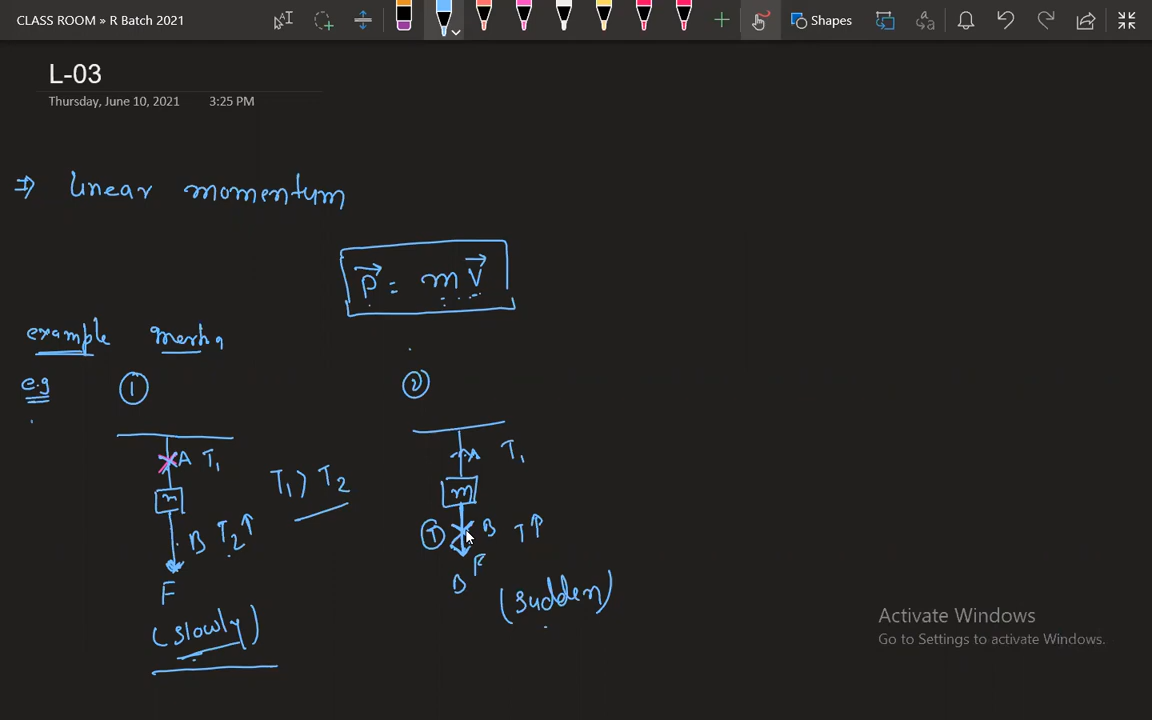 CLASS ROOM » R Batch 2021
Shapes
L-03
Thursday, June 10, 2021 3:25 PM
⇒ linear momentum
P⃗ = mV⃗
example
e.g ① ②
A T₁ T₁ > T₂ T₁
m
B T₂↑ T B T↑
F F
B
(slowly) (sudden)
Activate Windows
Go to Settings to activate Windows.